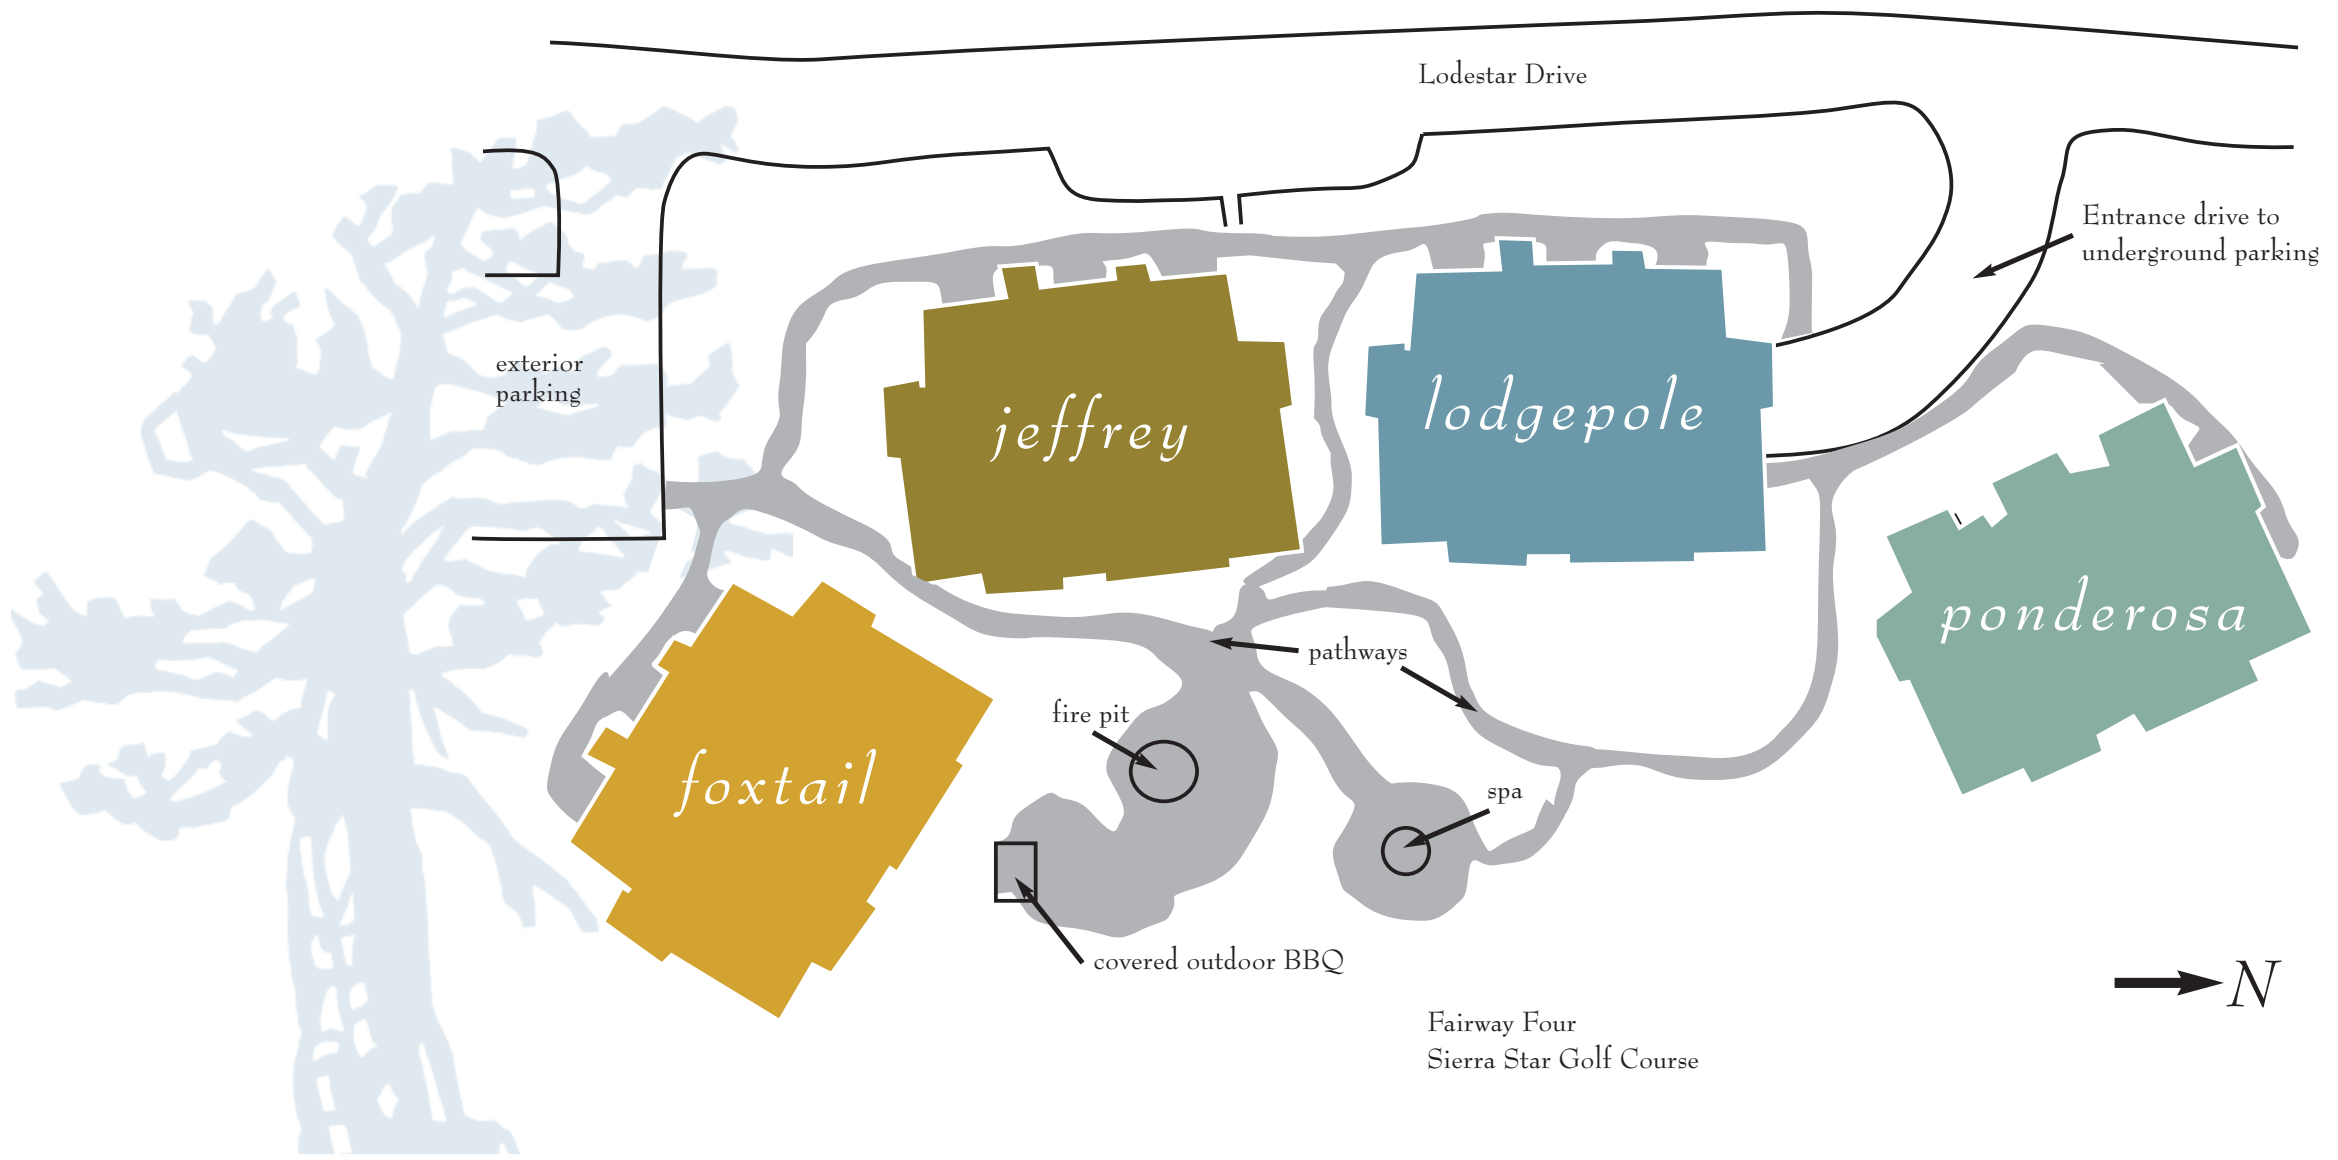 Lodestar Drive
Entrance drive to
underground parking
exterior
parking
jeffrey
lodgepole
ponderosa
pathways
fire pit
foxtail
spa
covered outdoor BBQ
N
Fairway Four
Sierra Star Golf Course